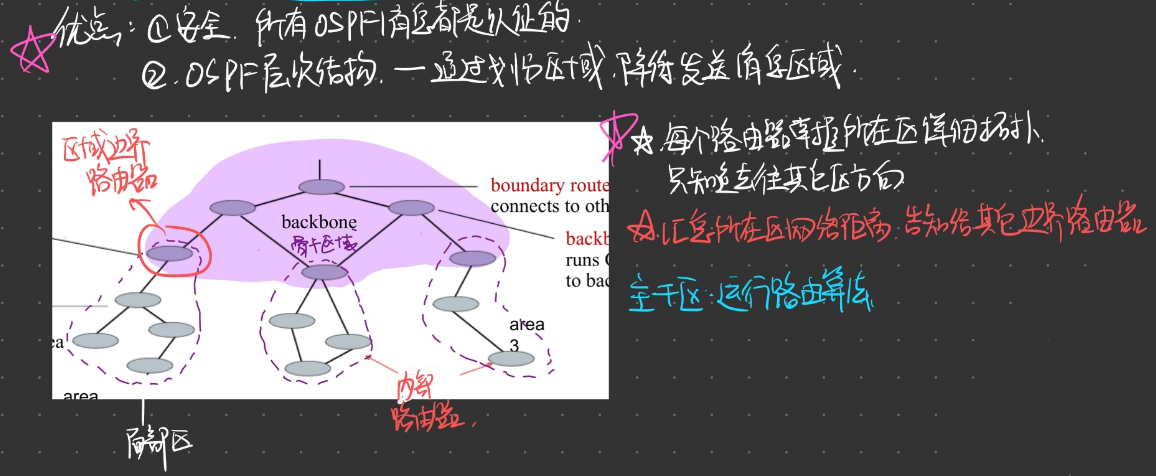 优点: ①安全. 所有OSPF消息都是认证的.
②. OSPF层次结构. — 通过划份区域, 降低发送消息区域.
区域边界
路由器
boundary route
connects to oth
backbone
骨干区域
backb
runs
to bac
area
3
ea
area
内部
路由器.
局部区
☆.每个路由器掌握所在区详细拓扑、
只知道去往其它区方向
☆.汇总所在区网络距离.告知给其它边界路由器
主干区:运行路由算法